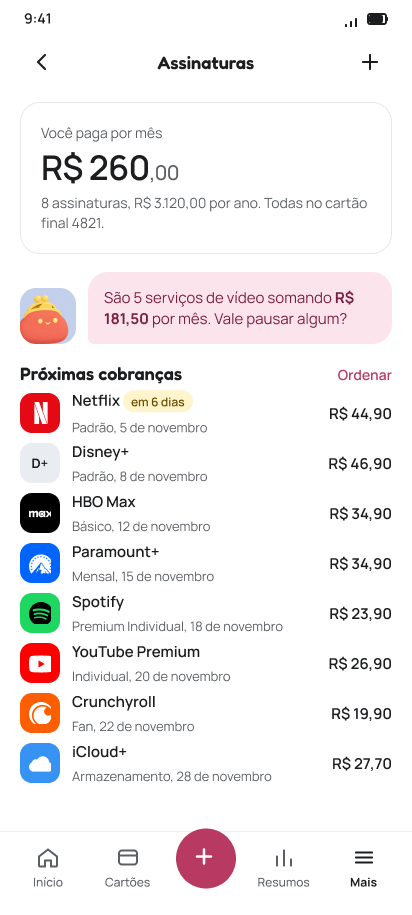 9:41
Assinaturas
Você paga por mês
R$ 260,00
8 assinaturas, R$ 3.120,00 por ano. Todas no cartão
final 4821.
São 5 serviços de vídeo somando R$
181,50 por mês. Vale pausar algum?
Próximas cobranças
Ordenar
Netflix em 6 dias
Padrão, 5 de novembro
R$ 44,90
D+
Disney+
Padrão, 8 de novembro
R$ 46,90
max
HBO Max
Básico, 12 de novembro
R$ 34,90
Paramount+
Mensal, 15 de novembro
R$ 34,90
Spotify
Premium Individual, 18 de novembro
R$ 23,90
YouTube Premium
Individual, 20 de novembro
R$ 26,90
Crunchyroll
Fan, 22 de novembro
R$ 19,90
iCloud+
Armazenamento, 28 de novembro
R$ 27,70
Início
Cartões
Resumos
Mais